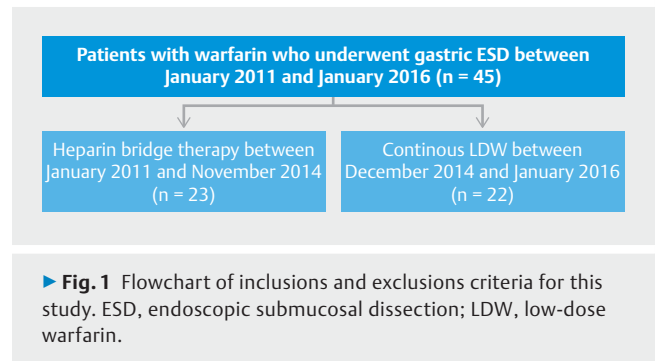 Patients with warfarin who underwent gastric ESD between
January 2011 and January 2016 (n = 45)
Heparin bridge therapy between
January 2011 and November 2014
(n = 23)
Continous LDW between
December 2014 and January 2016
(n = 22)
▶ Fig. 1 Flowchart of inclusions and exclusions criteria for this
study. ESD, endoscopic submucosal dissection; LDW, low-dose
warfarin.